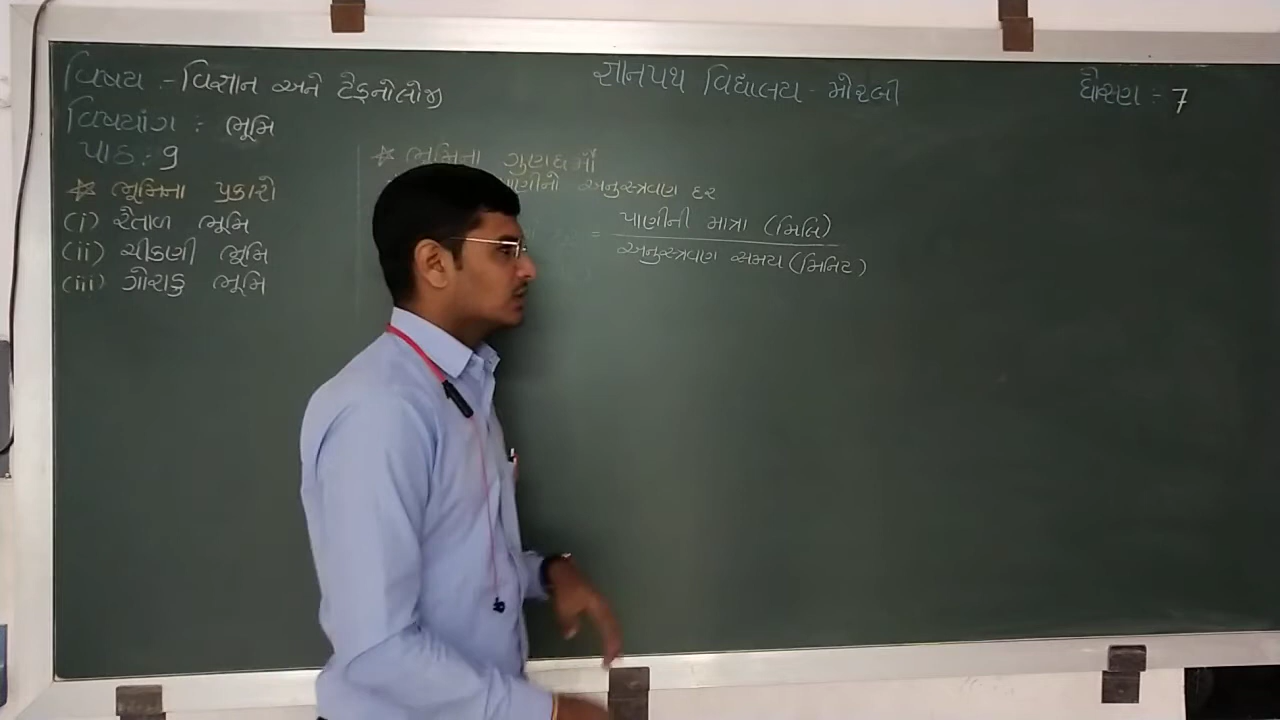 વિષય :- વિજ્ઞાન અને ટેકનોલોજી
જ્ઞાનપથ વિદ્યાલય - મોરબી
ધોરણ :- 7
વિષયાંગ : ભૂમિ
પાઠ : 9
☆ ભૂમિના પ્રકારો
(i) રેતાળ ભૂમિ
(ii) ચીકણી ભૂમિ
(iii) ગોરાડુ ભૂમિ
☆ ભૂમિના ગુણધર્મો
પાણીનો અનુસ્ત્રવણ દર
= પાણીની માત્રા (મિલિ)
અનુસ્ત્રવણ સમય (મિનિટ)